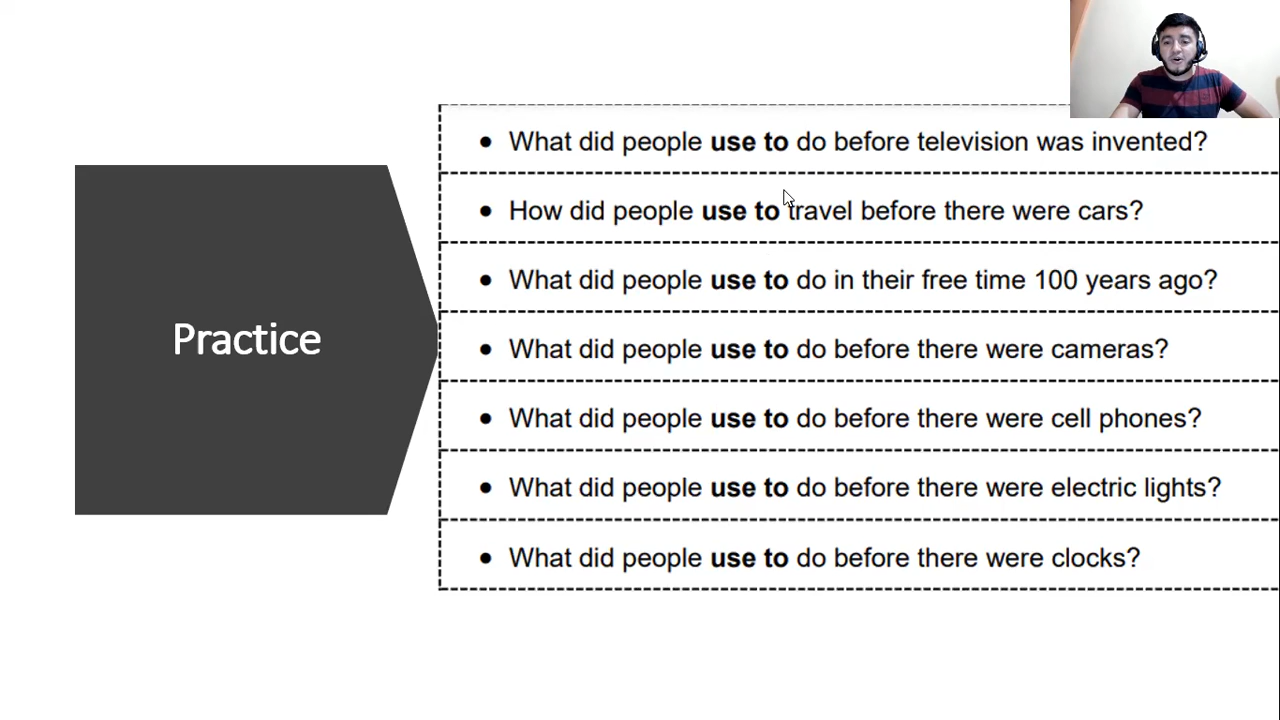 Practice
• What did people use to do before television was invented?
• How did people use to travel before there were cars?
• What did people use to do in their free time 100 years ago?
• What did people use to do before there were cameras?
• What did people use to do before there were cell phones?
• What did people use to do before there were electric lights?
• What did people use to do before there were clocks?